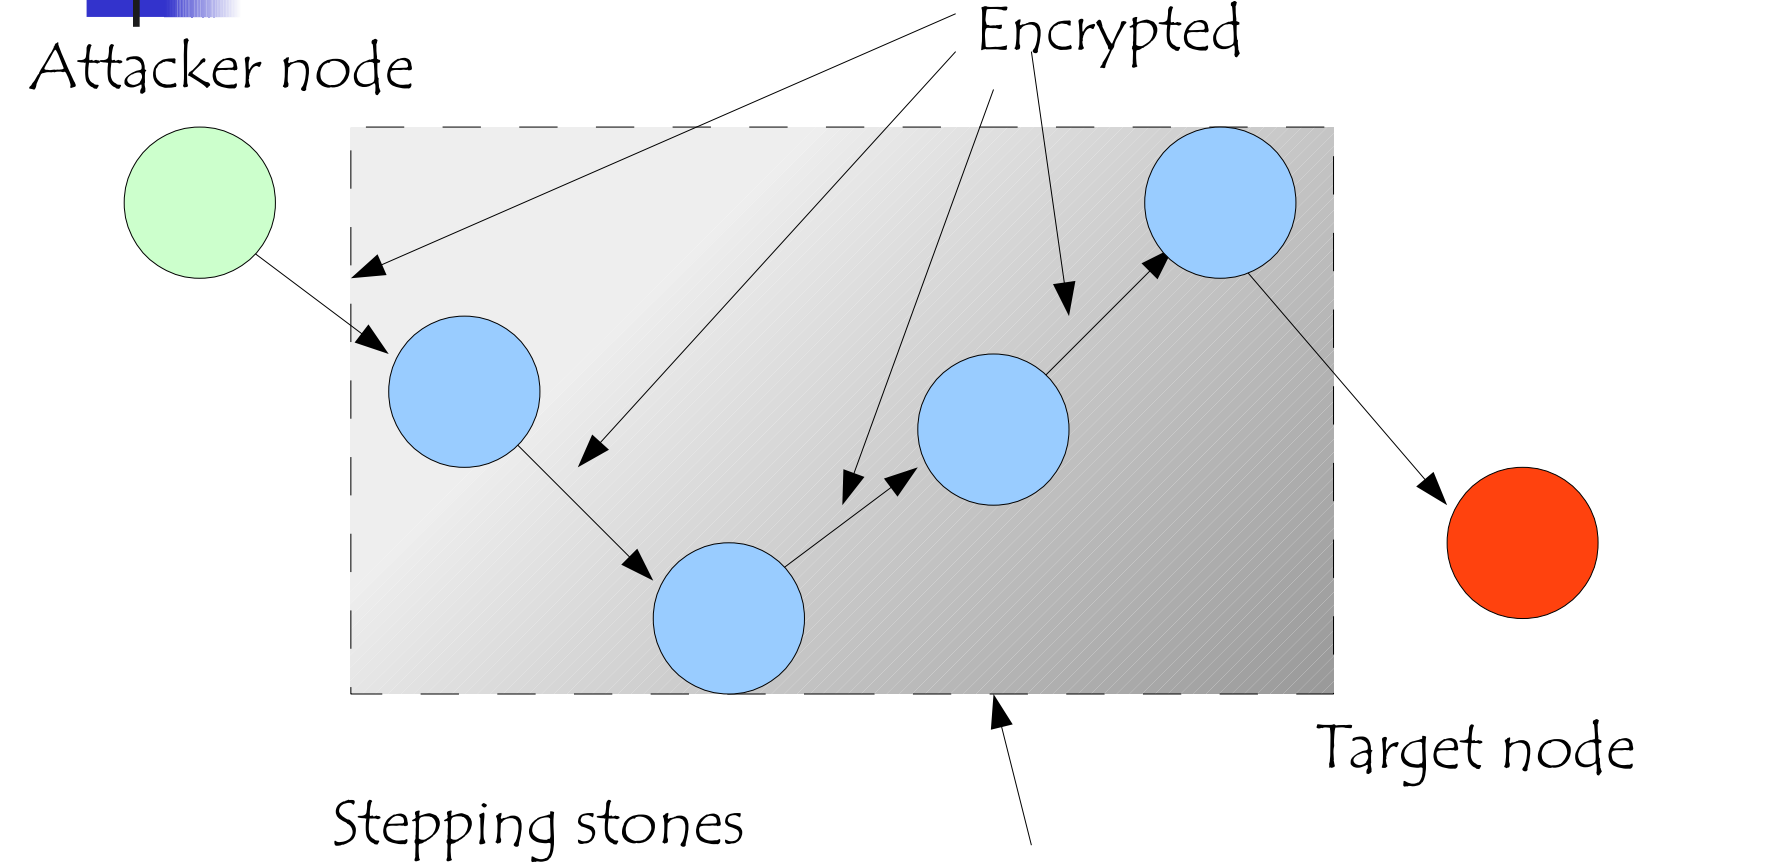 Encrypted
Attacker node
Target node
Stepping stones